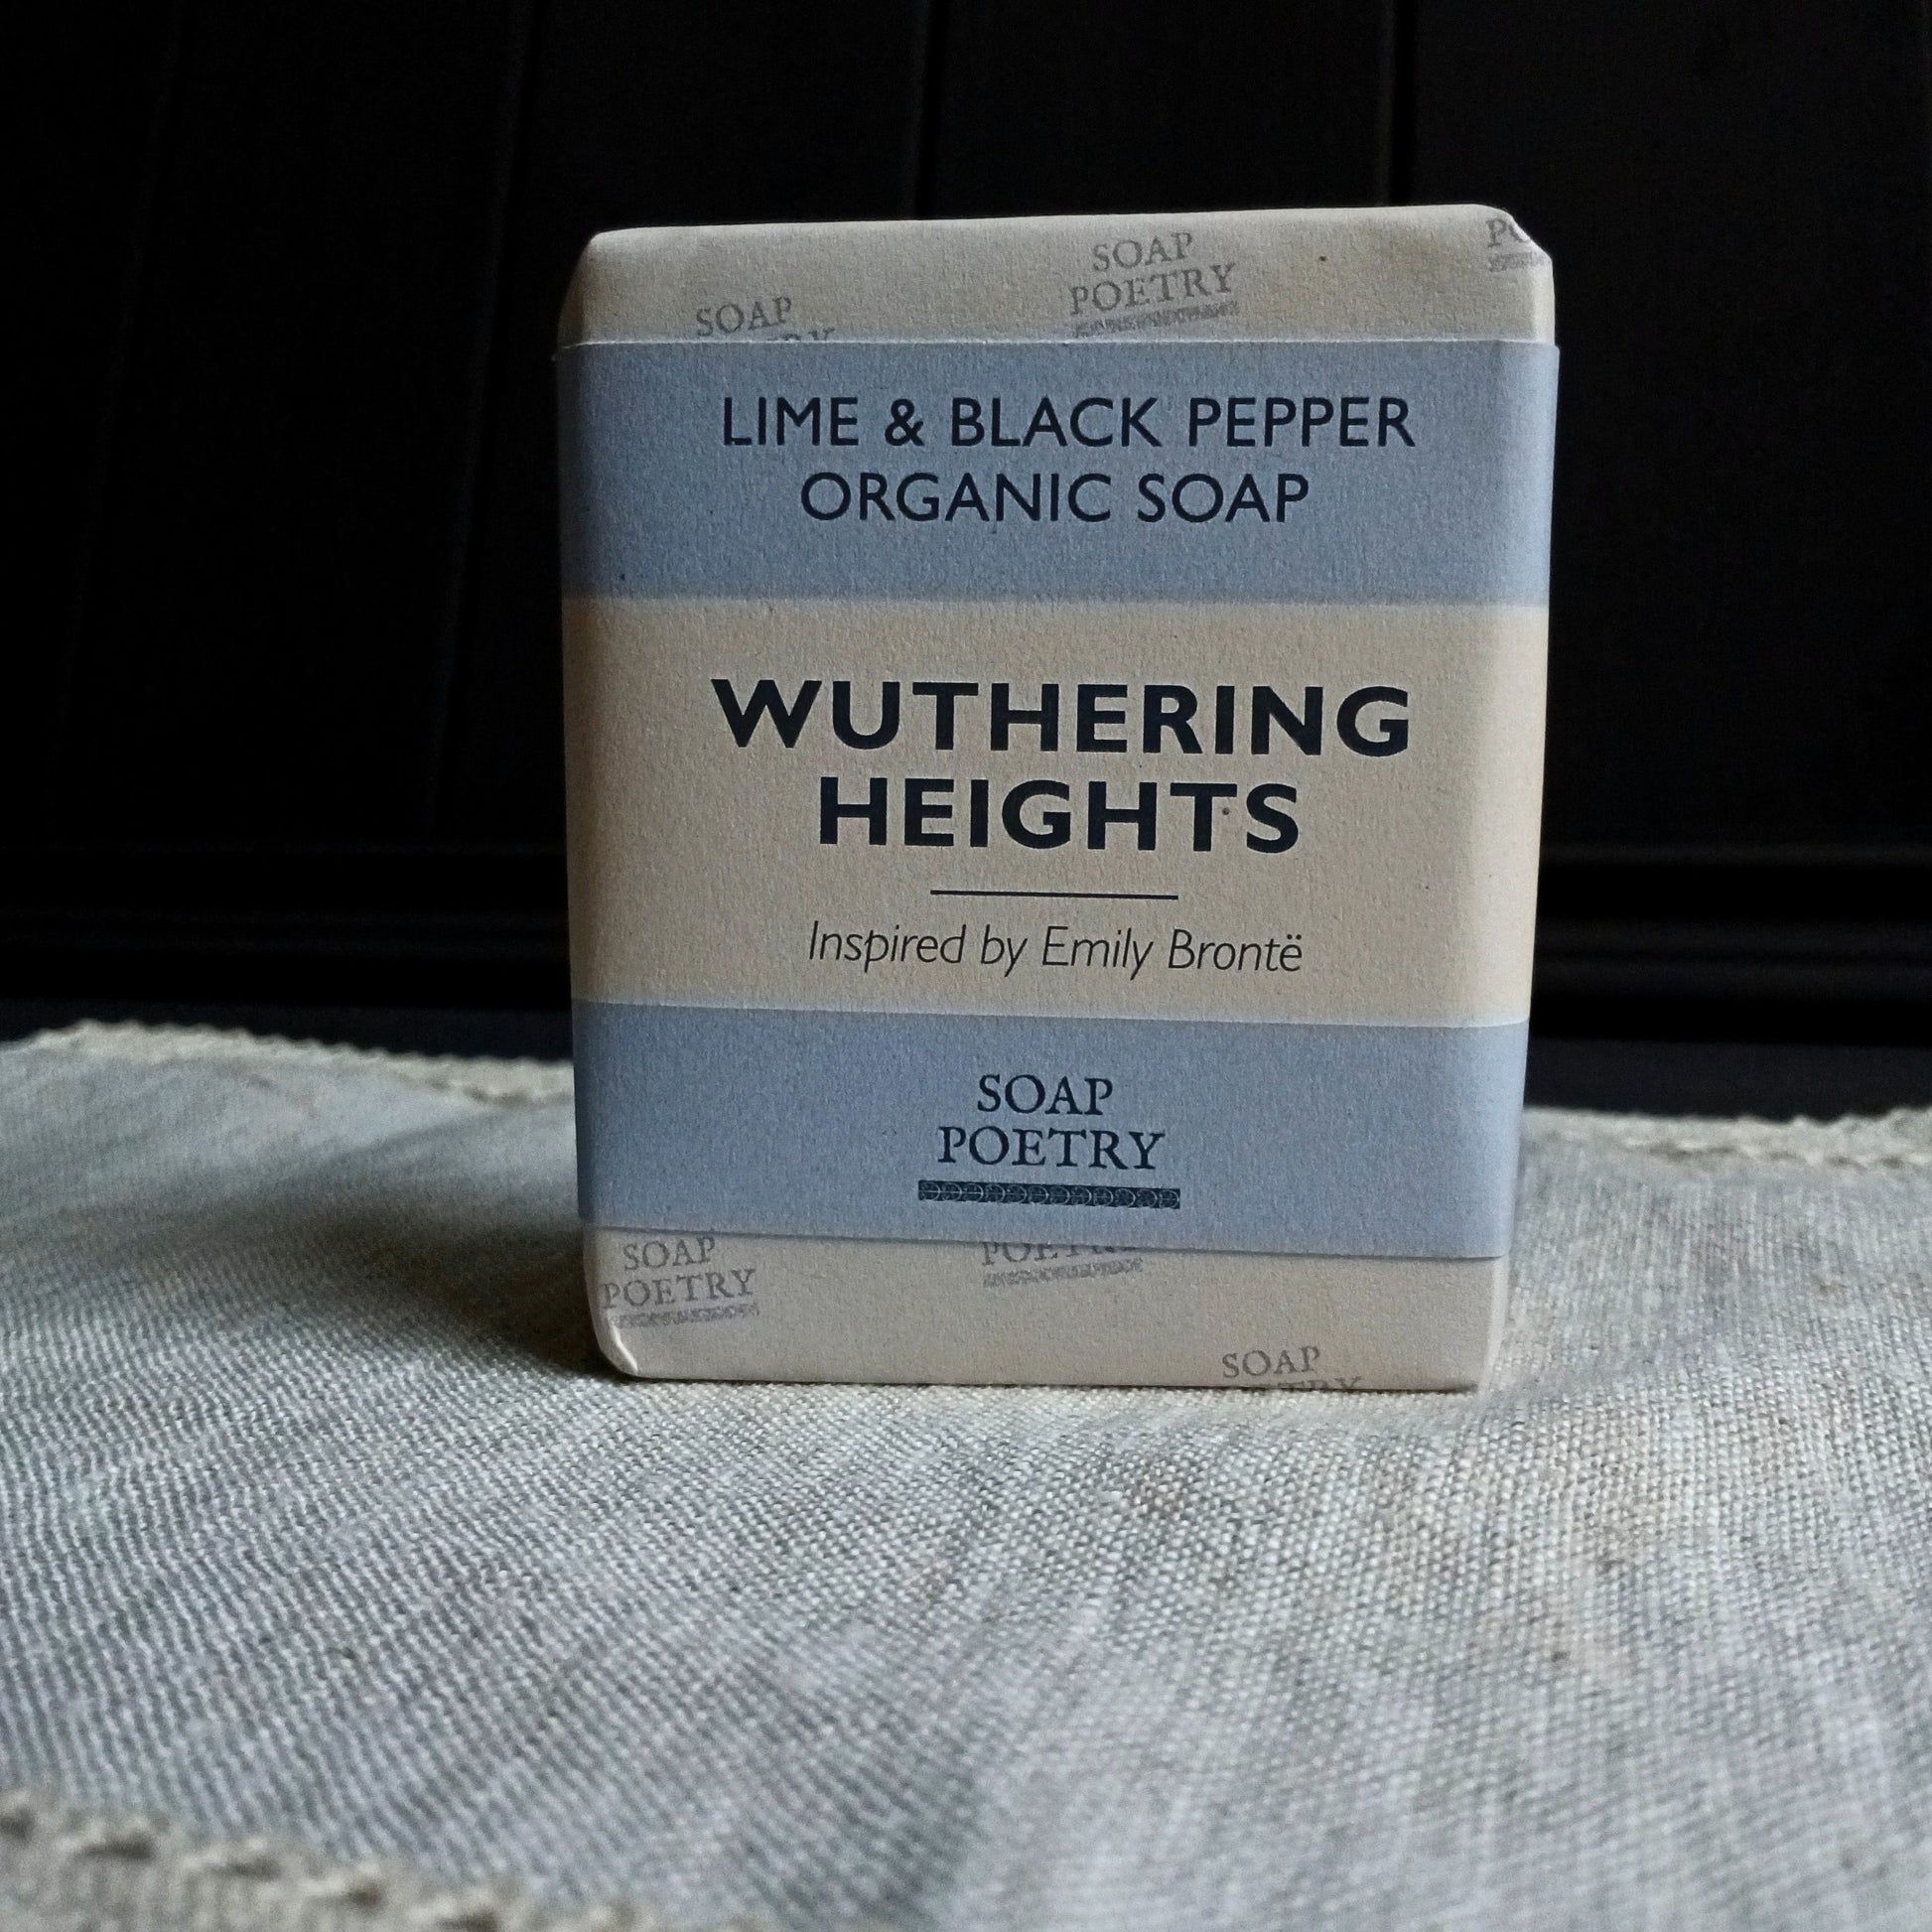 SOAP
POETRY
SOAP
LIME & BLACK PEPPER
ORGANIC SOAP
WUTHERING
HEIGHTS
Inspired by Emily Brontë
SOAP
POETRY
SOAP
POETRY
POETRY
SOAP